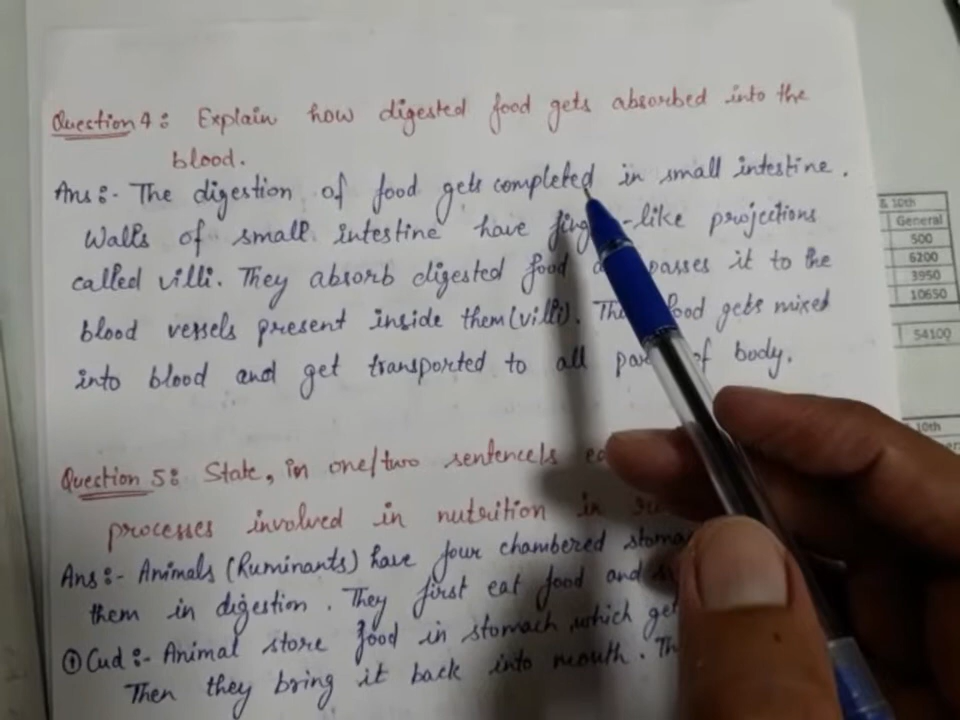 Question 4: Explain how digested food gets absorbed into the
blood.
Ans:- The digestion of food gets completed in small intestine.
Walls of small intestine have -like projections
called villi. They absorb digested food passes it to the
blood vessels present inside them (villi). food gets mixed
into blood and get transported to all of body.
Question 5: State, in one/two sentence/s
processes involved in nutrition in
Ans:- Animals (Ruminants) have four chambered
them in digestion. They first eat food and
① Cud:- Animal store food in stomach, which
Then they bring it back into mouth.
& 10th
General
500
6200
3950
10650
54100
10th